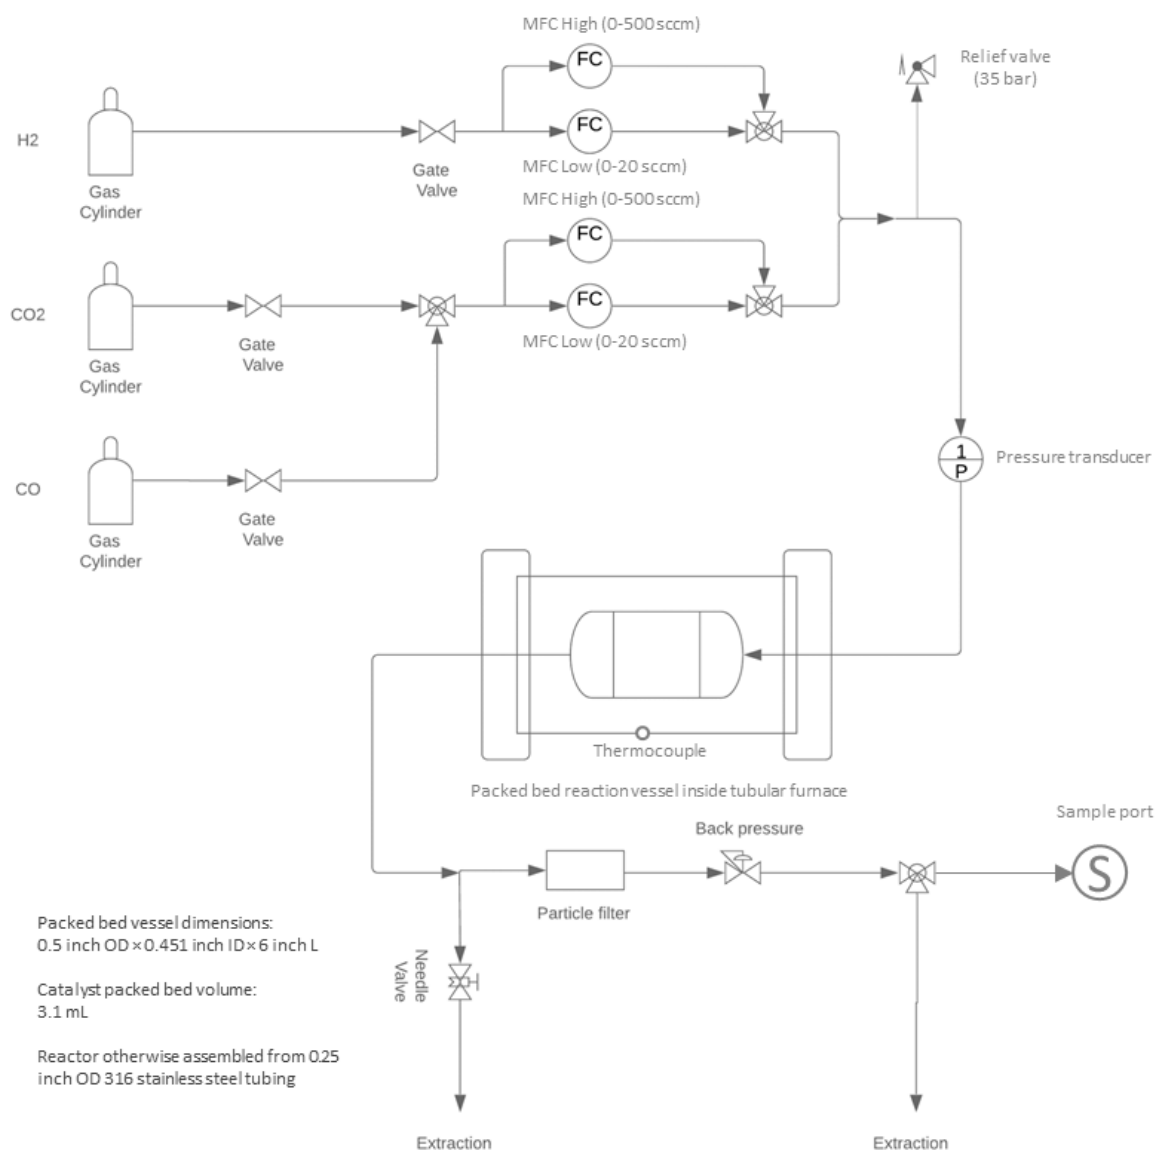 MFC High (0-500 sccm)
FC
Relief valve
(35 bar)
H2
FC
Gas
Cylinder
Gate
Valve
MFC Low (0-20 sccm)
MFC High (0-500 sccm)
FC
CO2
FC
Gas
Cylinder
Gate
Valve
MFC Low (0-20 sccm)
1
P
Pressure transducer
CO
Gas
Cylinder
Gate
Valve
Thermocouple
Packed bed reaction vessel inside tubular furnace
Back pressure
Sample port
S
Particle filter
Packed bed vessel dimensions:
0.5 inch OD × 0.451 inch ID × 6 inch L
Catalyst packed bed volume:
3.1 mL
Reactor otherwise assembled from 0.25
inch OD 316 stainless steel tubing
Needle
Valve
Extraction
Extraction